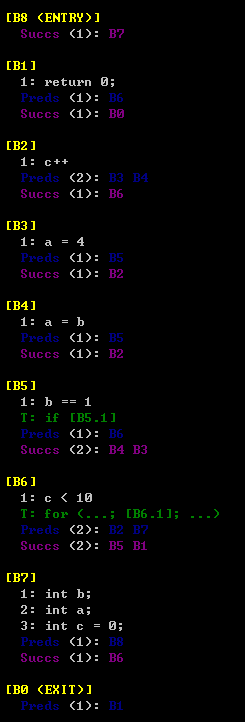 [B8 (ENTRY)]
Succs (1): B7
[B1]
1: return 0;
Preds (1): B6
Succs (1): B0
[B2]
1: c++
Preds (2): B3 B4
Succs (1): B6
[B3]
1: a = 4
Preds (1): B5
Succs (1): B2
[B4]
1: a = b
Preds (1): B5
Succs (1): B2
[B5]
1: b == 1
T: if [B5.1]
Preds (1): B6
Succs (2): B4 B3
[B6]
1: c < 10
T: for (...; [B6.1]; ...)
Preds (2): B2 B7
Succs (2): B5 B1
[B7]
1: int b;
2: int a;
3: int c = 0;
Preds (1): B8
Succs (1): B6
[B0 (EXIT)]
Preds (1): B1